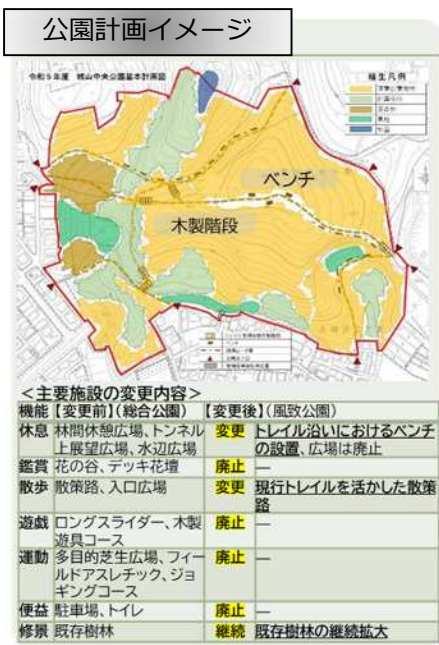 公園計画イメージ
令和5年度 城山中央公園基本計画図
植生凡例
ベンチ
木製階段
ベンチ
<主要施設の変更内容>
機能 【変更前】(総合公園) 【変更後】(風致公園)
休息 林間休憩広場、トンネル 変更 トレイル沿いにおけるベンチ
上展望広場、水辺広場 の設置、広場は廃止
鑑賞 花の谷、デッキ花壇 廃止 ―
散歩 散策路、入口広場 変更 現行トレイルを活かした散策
路
遊戯 ロングスライダー、木製 廃止 ―
遊具コース
運動 多目的芝生広場、フィー 廃止 ―
ルドアスレチック、ジョ
ギングコース
便益 駐車場、トイレ 廃止 ―
修景 既存樹林 継続 既存樹林の継続拡大